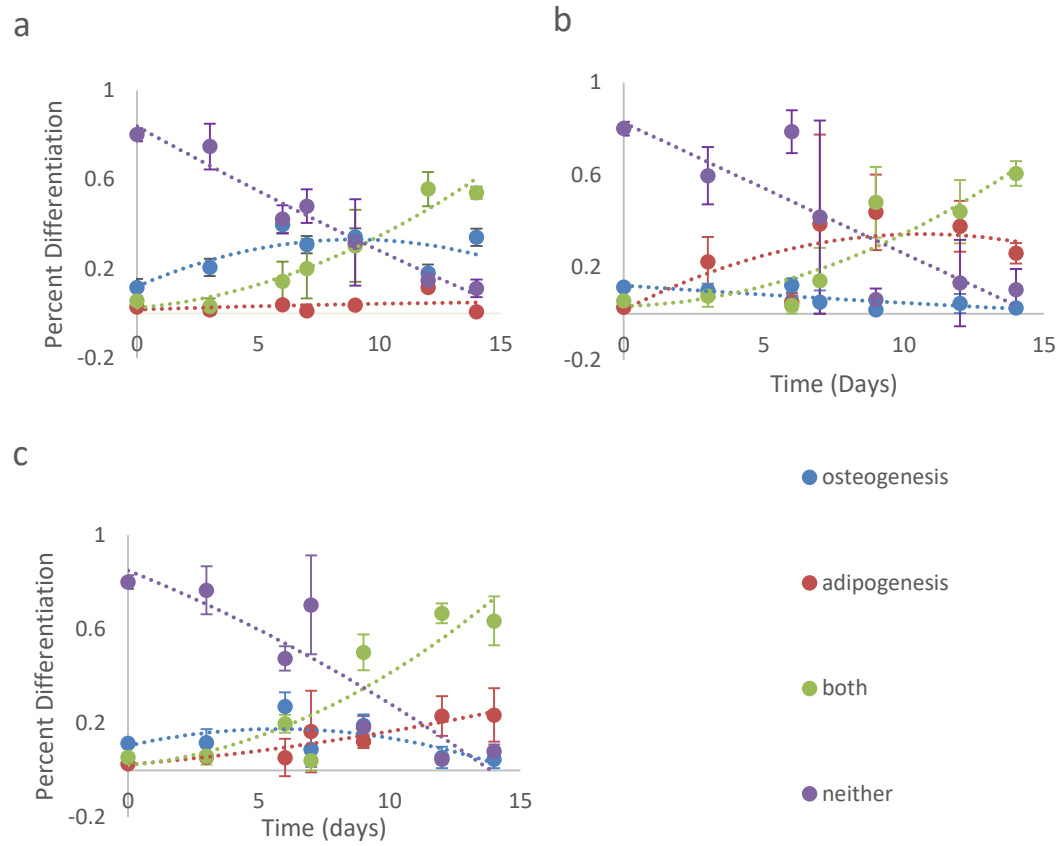 a
Percent Differentiation
1
0.6
0.2
-0.2
0 5 10 15
b
1
0.6
0.2
-0.2
0 5 10 15
Time (Days)
c
Percent Differentiation
1
0.6
0.2
-0.2
0 5 10 15
Time (days)
osteogenesis
adipogenesis
both
neither